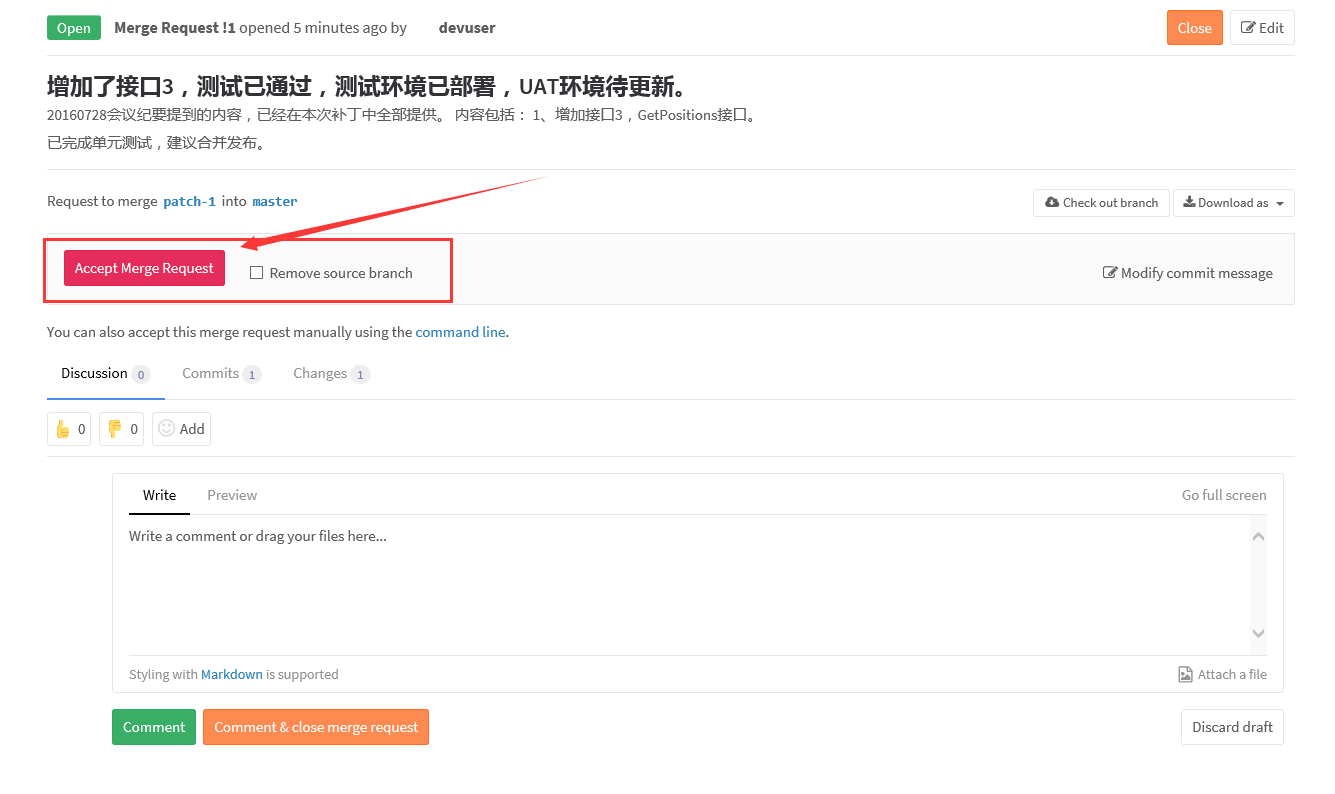 Open Merge Request !1 opened 5 minutes ago by devuser Close Edit
增加了接口3，测试已通过，测试环境已部署，UAT环境待更新。
20160728会议纪要提到的内容，已经在本次补丁中全部提供。 内容包括： 1、增加接口3，GetPositions接口。
已完成单元测试，建议合并发布。
Request to merge patch-1 into master Check out branch Download as
Accept Merge Request Remove source branch Modify commit message
You can also accept this merge request manually using the command line.
Discussion 0 Commits 1 Changes 1
0 0 Add
Write Preview Go full screen
Write a comment or drag your files here...
Styling with Markdown is supported Attach a file
Comment Comment & close merge request Discard draft